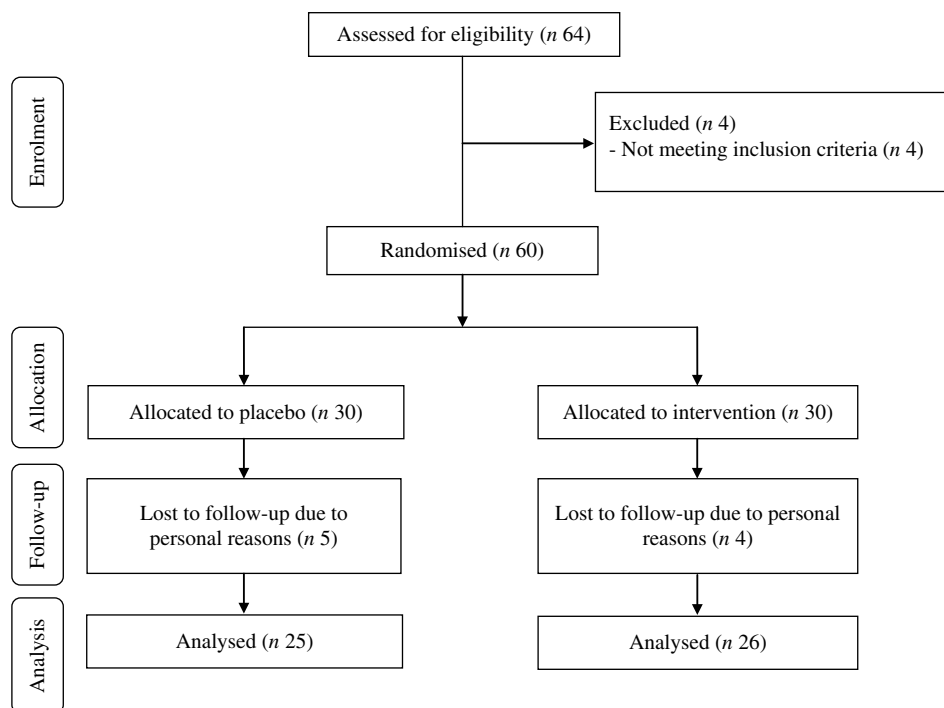 Assessed for eligibility (n 64)
Enrolment
Excluded (n 4)
- Not meeting inclusion criteria (n 4)
Randomised (n 60)
Allocation
Allocated to placebo (n 30)
Allocated to intervention (n 30)
Follow-up
Lost to follow-up due to
personal reasons (n 5)
Lost to follow-up due to personal
reasons (n 4)
Analysis
Analysed (n 25)
Analysed (n 26)